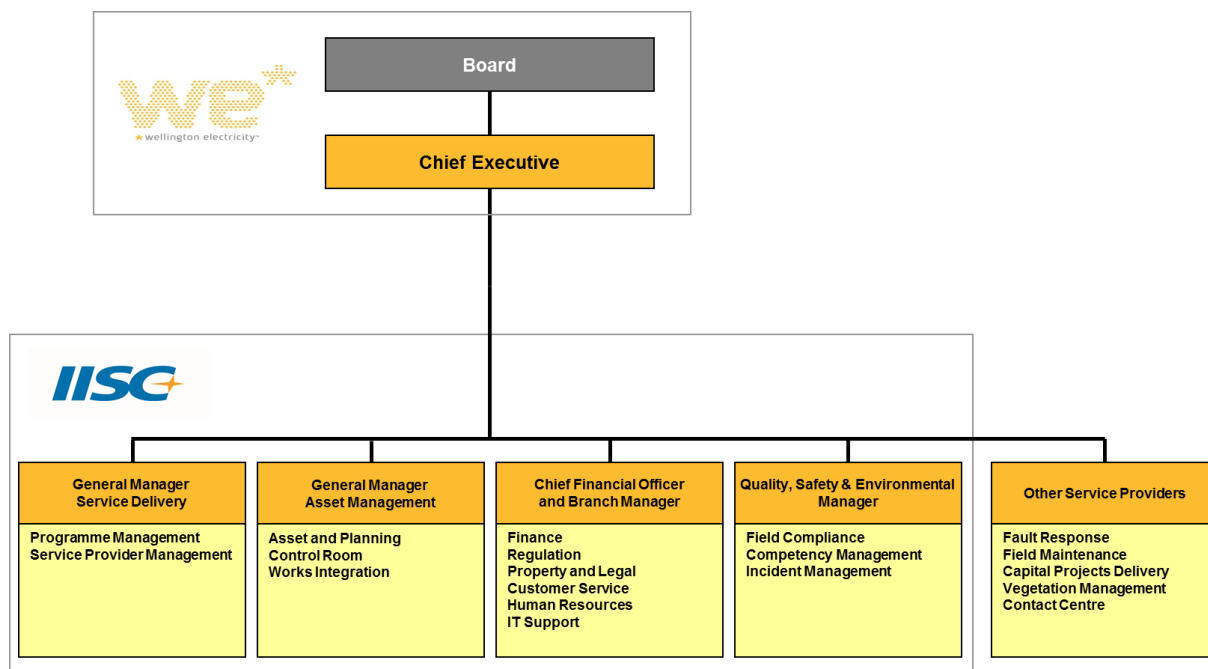 Board
we*
wellington electricity™
Chief Executive
IISC
General Manager
Service Delivery
Programme Management
Service Provider Management
General Manager
Asset Management
Asset and Planning
Control Room
Works Integration
Chief Financial Officer
and Branch Manager
Finance
Regulation
Property and Legal
Customer Service
Human Resources
IT Support
Quality, Safety & Environmental
Manager
Field Compliance
Competency Management
Incident Management
Other Service Providers
Fault Response
Field Maintenance
Capital Projects Delivery
Vegetation Management
Contact Centre